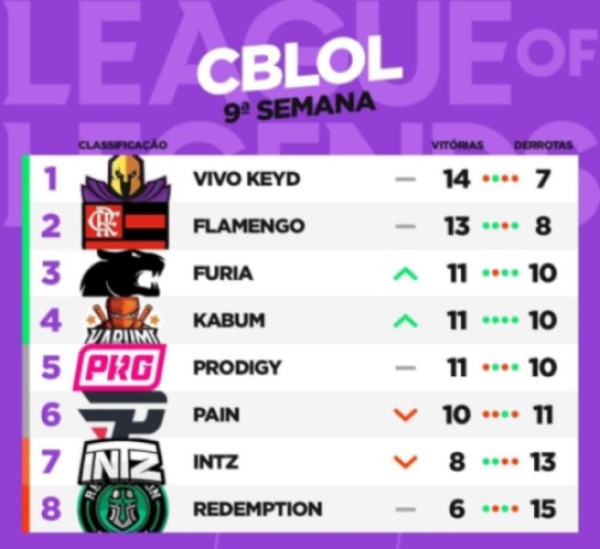 LEAGUE OF
LEGENDS
CBLOL
9ª SEMANA
CLASSIFICAÇÃO VITÓRIAS DERROTAS
1 VIVO KEYD 14 7
2 FLAMENGO 13 8
3 FURIA 11 10
4 KABUM! KABUM 11 10
5 PRG PRODIGY 11 10
6 PAIN 10 11
7 INTZ INTZ 8 13
8 REDEMPTION 6 15